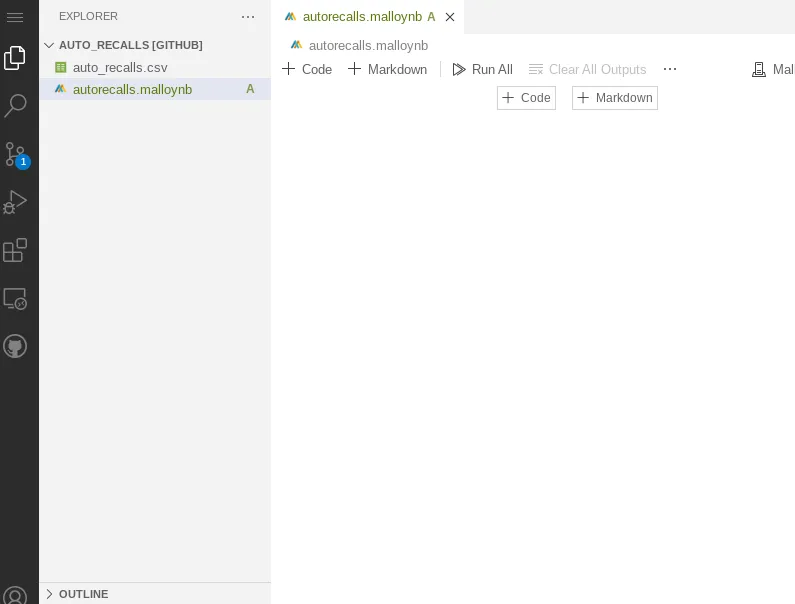 EXPLORER
AUTO_RECALLS [GITHUB]
auto_recalls.csv
autorecalls.malloynb A
1
OUTLINE
autorecalls.malloynb A
autorecalls.malloynb
Code Markdown Run All Clear All Outputs Mal
Code Markdown